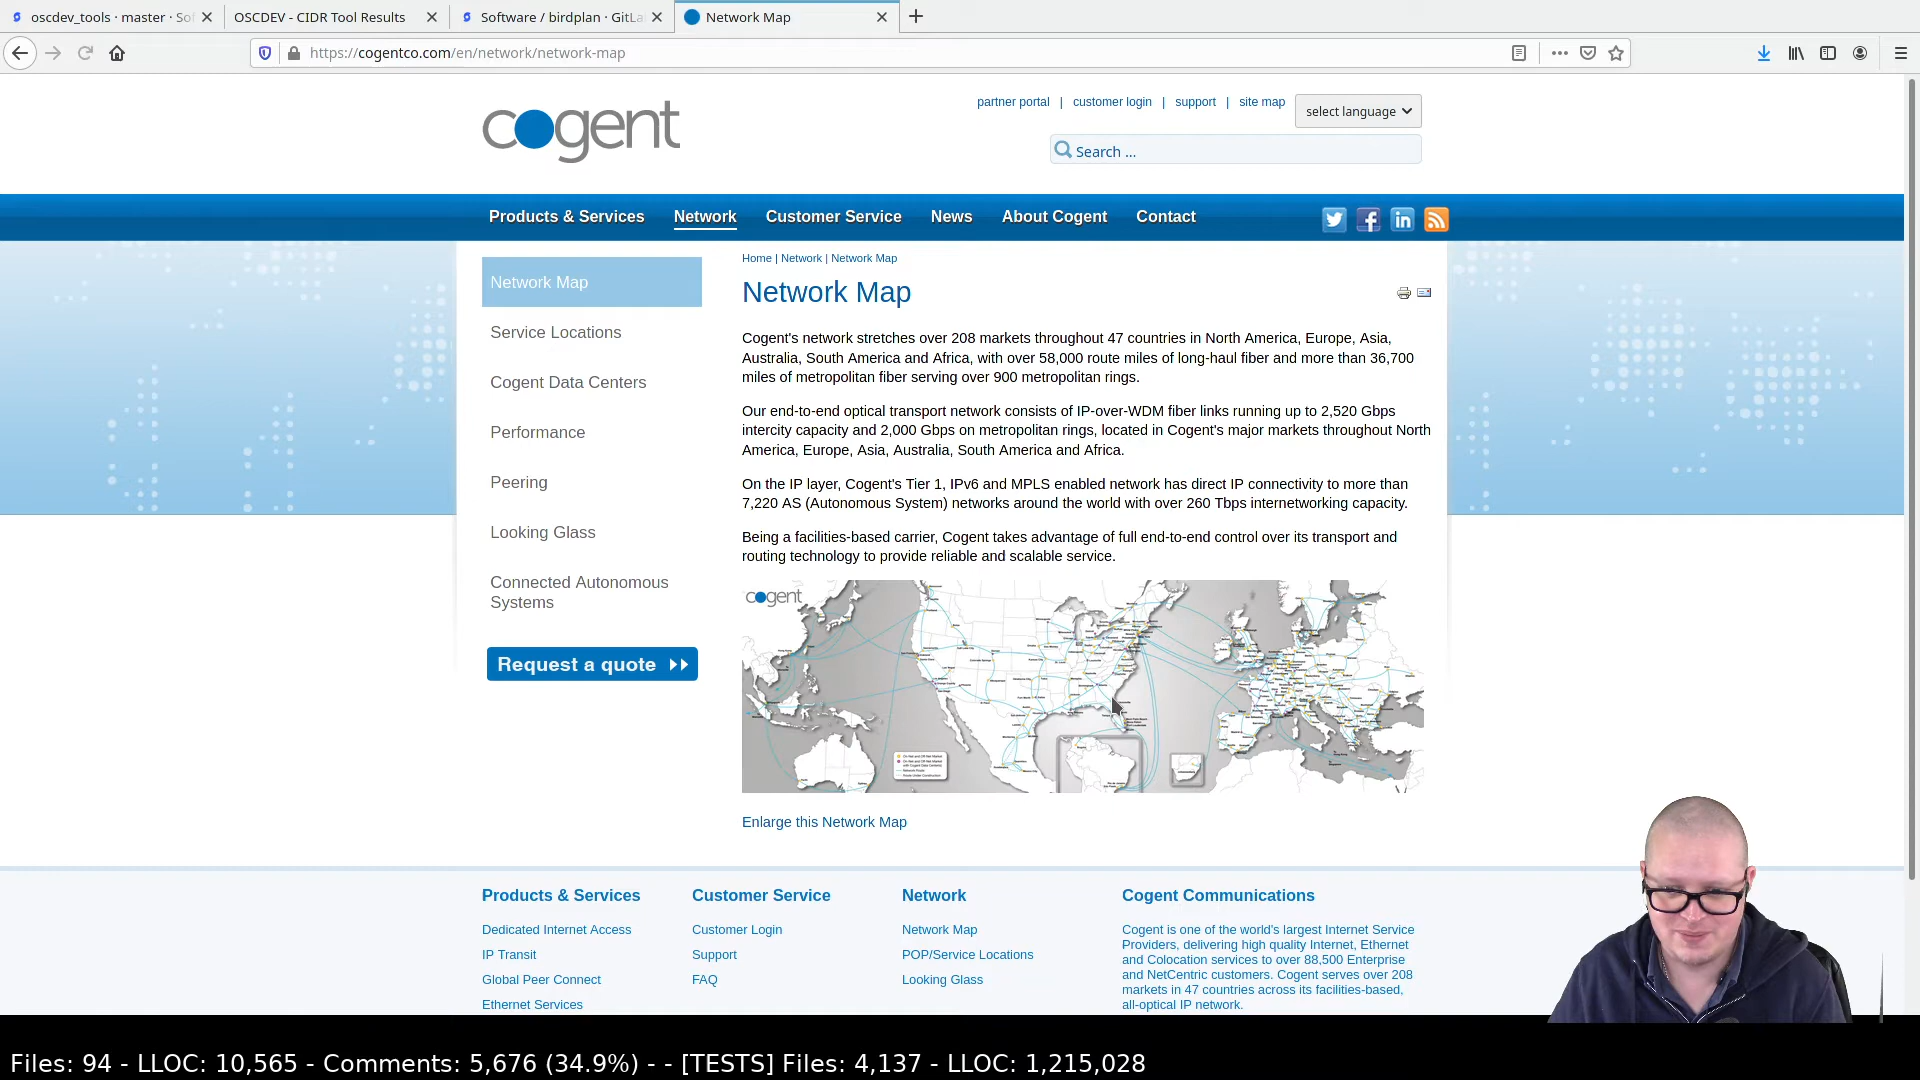 oscdev_tools · master · Sof
OSCDEV - CIDR Tool Results
Software / birdplan · GitLa
Network Map
https://cogentco.com/en/network/network-map
cogent
partner portal | customer login | support | site map
select language
Search ...
Products & Services
Network
Customer Service
News
About Cogent
Contact
Network Map
Service Locations
Cogent Data Centers
Performance
Peering
Looking Glass
Connected Autonomous
Systems
Request a quote
Home | Network | Network Map
Network Map
Cogent's network stretches over 208 markets throughout 47 countries in North America, Europe, Asia,
Australia, South America and Africa, with over 58,000 route miles of long-haul fiber and more than 36,700
miles of metropolitan fiber serving over 900 metropolitan rings.
Our end-to-end optical transport network consists of IP-over-WDM fiber links running up to 2,520 Gbps
intercity capacity and 2,000 Gbps on metropolitan rings, located in Cogent's major markets throughout North
America, Europe, Asia, Australia, South America and Africa.
On the IP layer, Cogent's Tier 1, IPv6 and MPLS enabled network has direct IP connectivity to more than
7,220 AS (Autonomous System) networks around the world with over 260 Tbps internetworking capacity.
Being a facilities-based carrier, Cogent takes advantage of full end-to-end control over its transport and
routing technology to provide reliable and scalable service.
cogent
Enlarge this Network Map
Products & Services
Dedicated Internet Access
IP Transit
Global Peer Connect
Ethernet Services
Customer Service
Customer Login
Support
FAQ
Network
Network Map
POP/Service Locations
Looking Glass
Cogent Communications
Cogent is one of the world's largest Internet Service
Providers, delivering high quality Internet, Ethernet
and Colocation services to over 88,500 Enterprise
and NetCentric customers. Cogent serves over 208
markets in 47 countries across its facilities-based,
all-optical IP network.
Files: 94 - LLOC: 10,565 - Comments: 5,676 (34.9%) - - [TESTS] Files: 4,137 - LLOC: 1,215,028